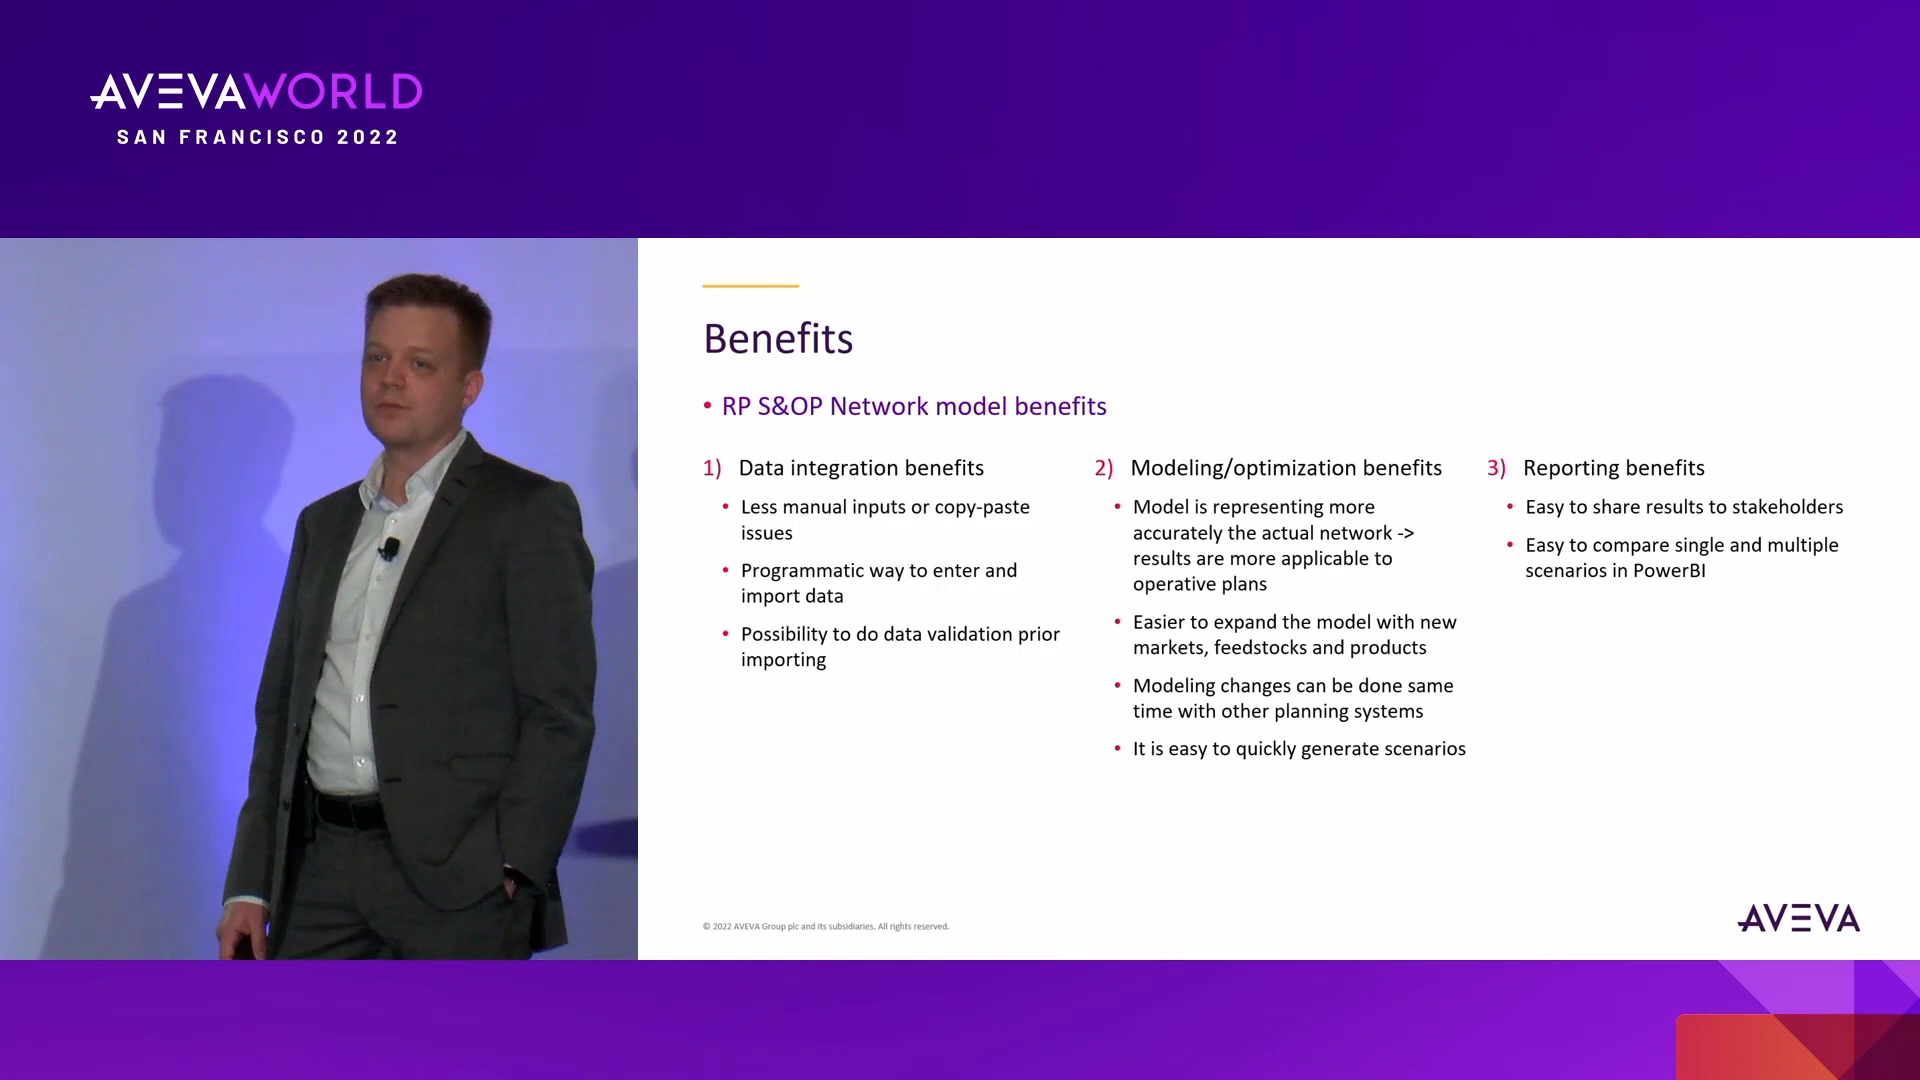 AVEVAWORLD
SAN FRANCISCO 2022
Benefits
• RP S&OP Network model benefits
1) Data integration benefits
• Less manual inputs or copy-paste
issues
• Programmatic way to enter and
import data
• Possibility to do data validation prior
importing
2) Modeling/optimization benefits
• Model is representing more
accurately the actual network ->
results are more applicable to
operative plans
• Easier to expand the model with new
markets, feedstocks and products
• Modeling changes can be done same
time with other planning systems
• It is easy to quickly generate scenarios
3) Reporting benefits
• Easy to share results to stakeholders
• Easy to compare single and multiple
scenarios in PowerBI
© 2022 AVEVA Group plc and its subsidiaries. All rights reserved.
AVEVA